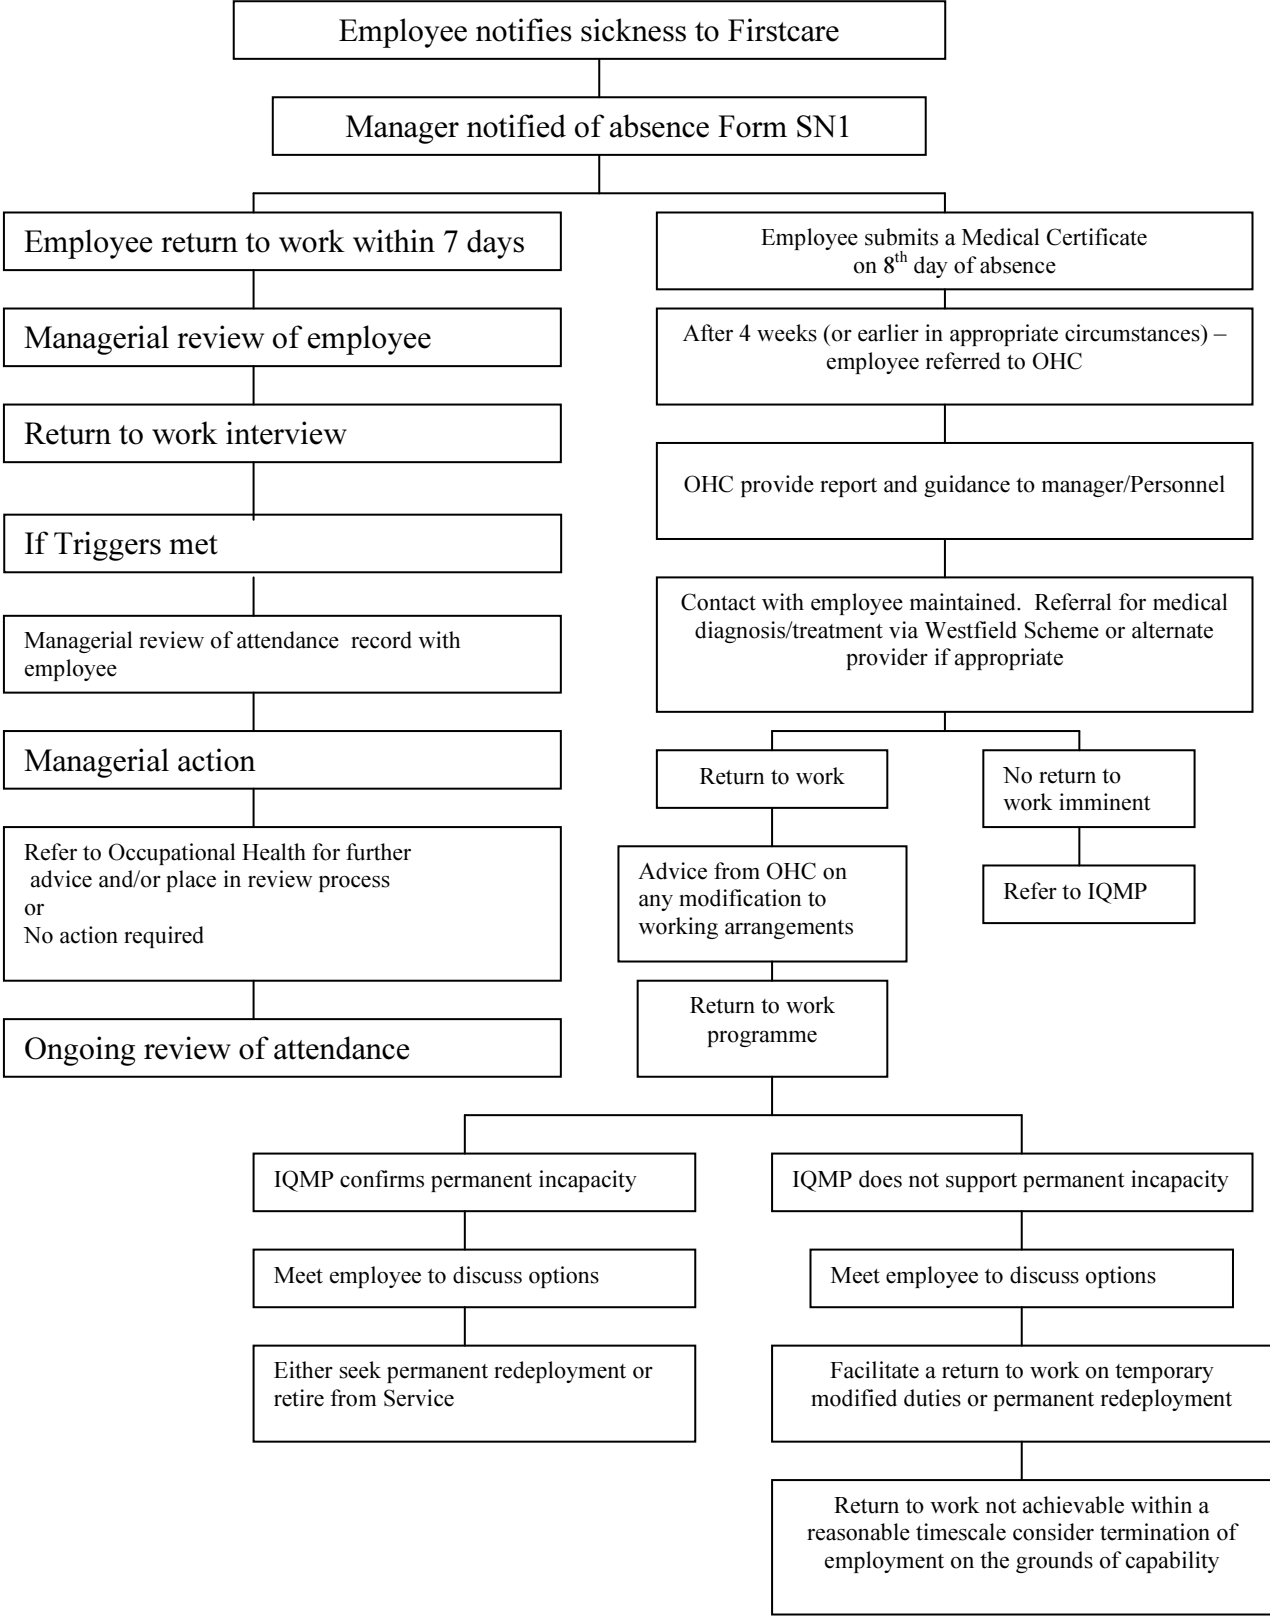 Employee notifies sickness to Firstcare
Manager notified of absence Form SN1
Employee return to work within 7 days
Managerial review of employee
Return to work interview
If Triggers met
Managerial review of attendance  record with
employee
Managerial action
Refer to Occupational Health for further
advice and/or place in review process
or
No action required
Ongoing review of attendance
Employee submits a Medical Certificate
on 8th day of absence
After 4 weeks (or earlier in appropriate circumstances) –
employee referred to OHC
OHC provide report and guidance to manager/Personnel
Contact with employee maintained.  Referral for medical
diagnosis/treatment via Westfield Scheme or alternate
provider if appropriate
Return to work
Advice from OHC on
any modification to
working arrangements
Return to work
programme
No return to
work imminent
Refer to IQMP
IQMP confirms permanent incapacity
Meet employee to discuss options
Either seek permanent redeployment or
retire from Service
IQMP does not support permanent incapacity
Meet employee to discuss options
Facilitate a return to work on temporary
modified duties or permanent redeployment
Return to work not achievable within a
reasonable timescale consider termination of
employment on the grounds of capability